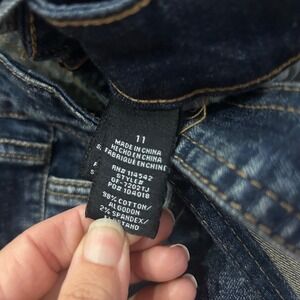 11
MADE IN CHINA
HECHO EN CHINA
FABRIQUÉ EN CHINE
RN# 114542
STYLE#
PO# 104018
98% COTTON/
ALGODON
2% SPANDEX/